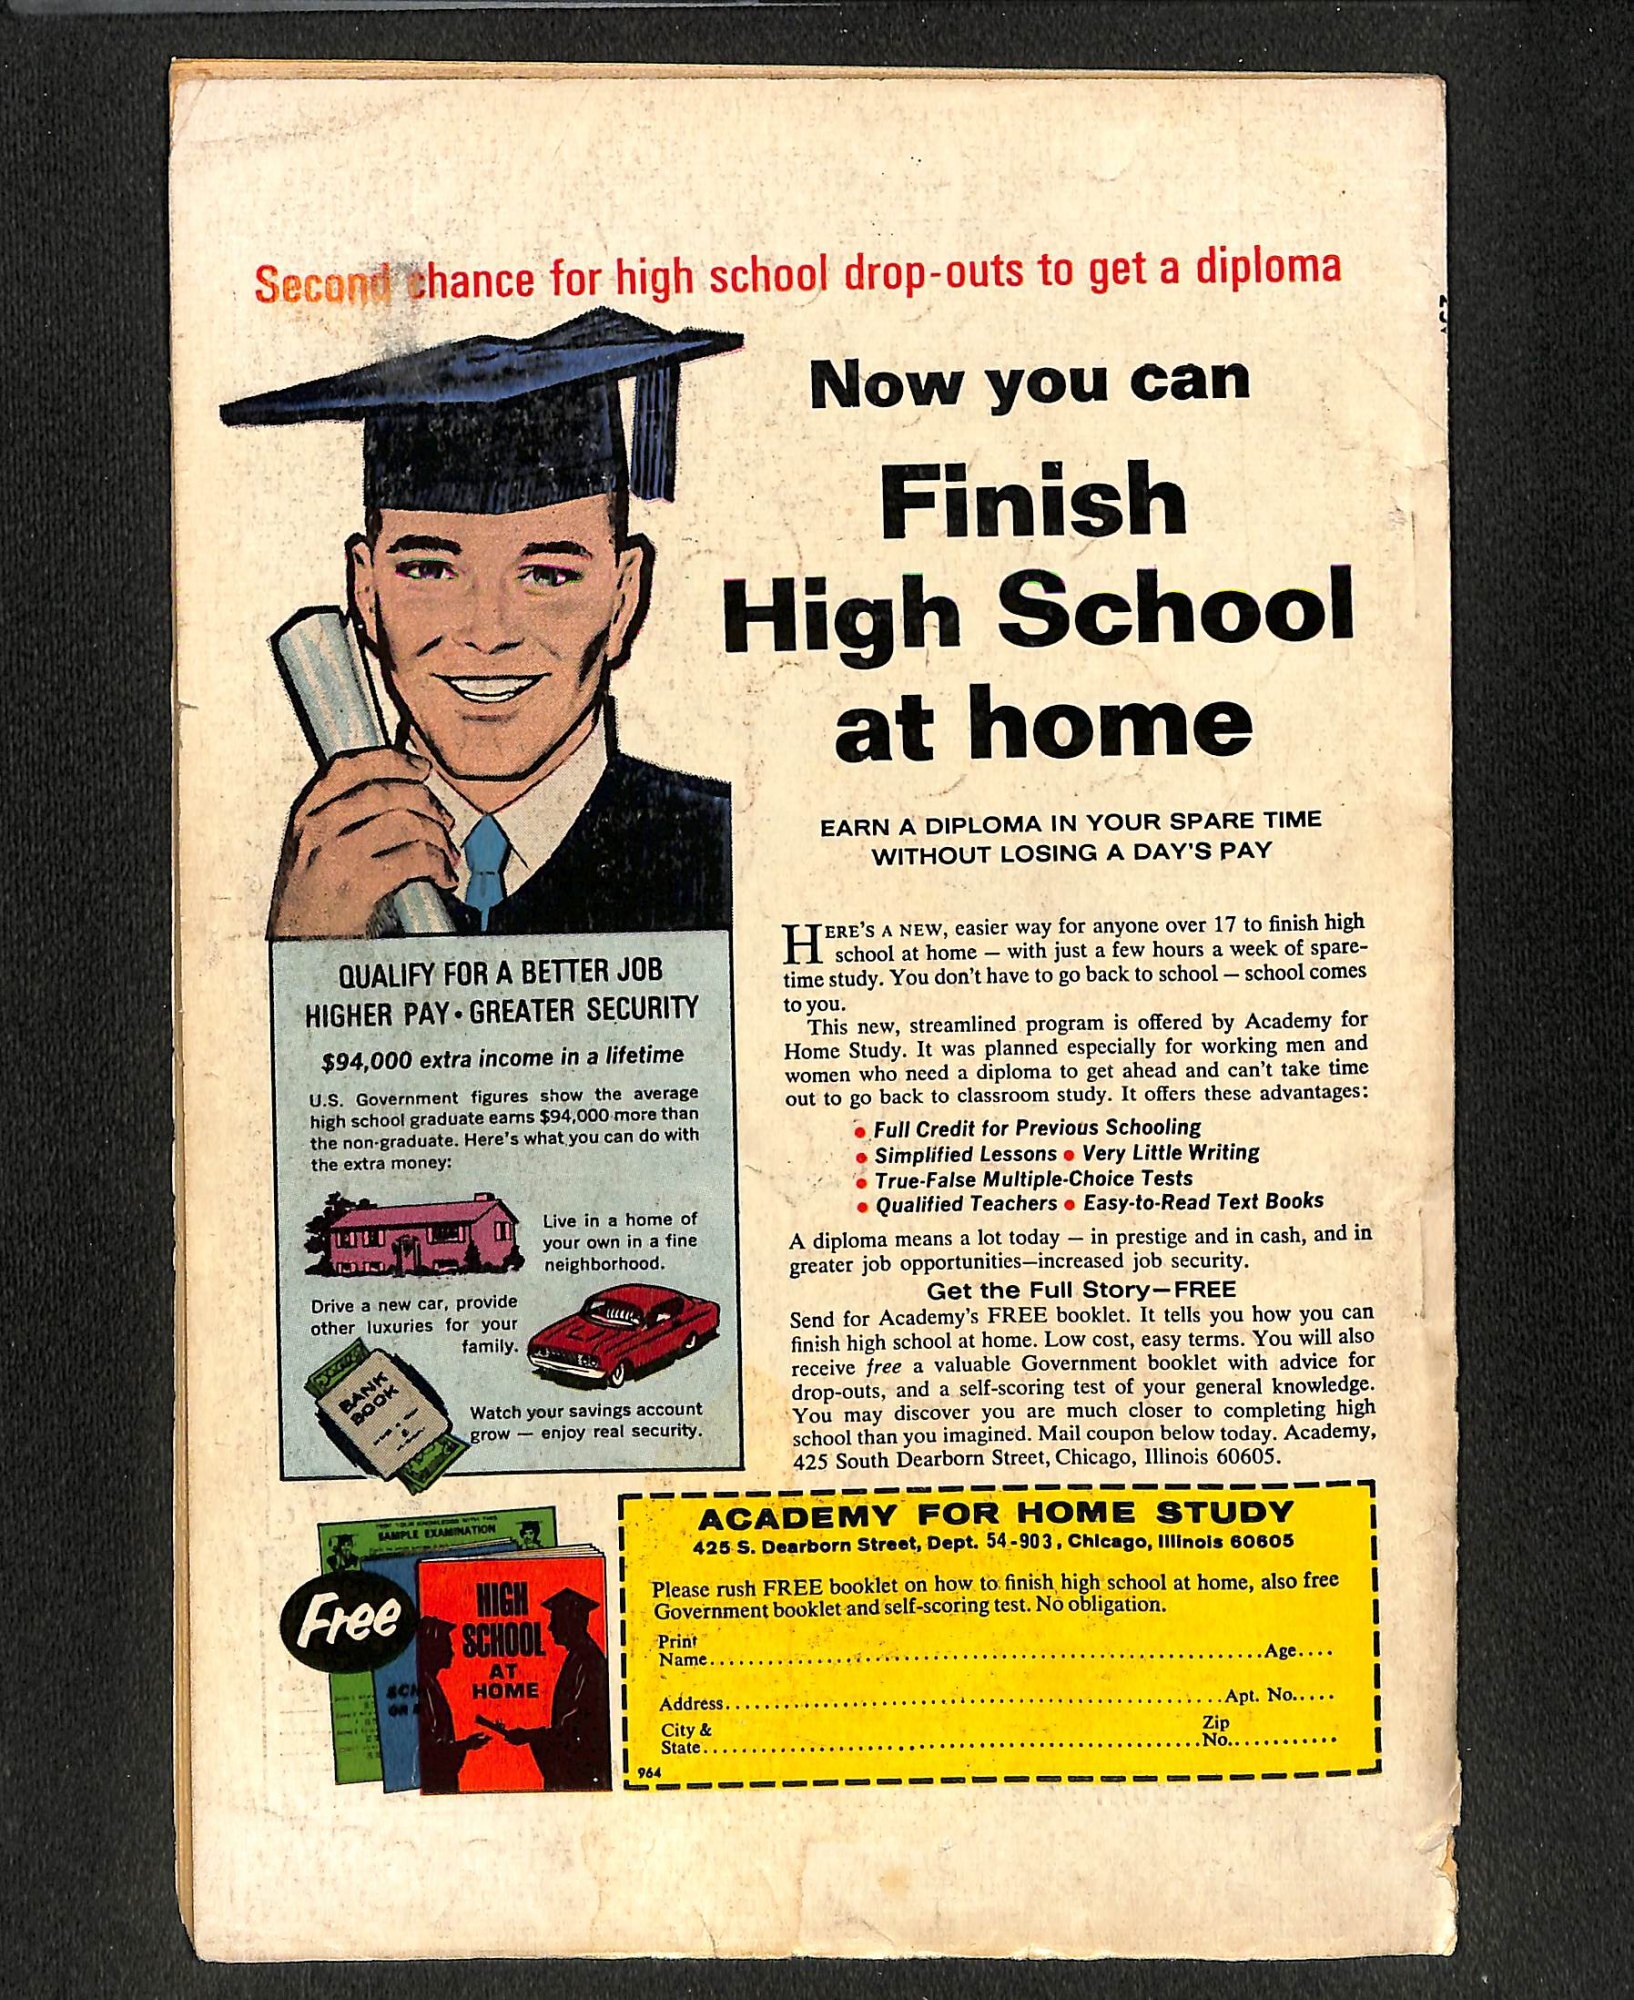 Second chance for high school drop-outs to get a diploma
Now you can
Finish
High School
at home
EARN A DIPLOMA IN YOUR SPARE TIME
WITHOUT LOSING A DAY'S PAY
HERE'S A NEW, easier way for anyone over 17 to finish high
school at home — with just a few hours a week of spare-
time study. You don't have to go back to school — school comes
to you.
This new, streamlined program is offered by Academy for
Home Study. It was planned especially for working men and
women who need a diploma to get ahead and can't take time
out to go back to classroom study. It offers these advantages:
• Full Credit for Previous Schooling
• Simplified Lessons • Very Little Writing
• True-False Multiple-Choice Tests
• Qualified Teachers • Easy-to-Read Text Books
A diploma means a lot today — in prestige and in cash, and in
greater job opportunities—increased job security.
Get the Full Story—FREE
Send for Academy's FREE booklet. It tells you how you can
finish high school at home. Low cost, easy terms. You will also
receive free a valuable Government booklet with advice for
drop-outs, and a self-scoring test of your general knowledge.
You may discover you are much closer to completing high
school than you imagined. Mail coupon below today. Academy,
425 South Dearborn Street, Chicago, Illinois 60605.
QUALIFY FOR A BETTER JOB
HIGHER PAY • GREATER SECURITY
$94,000 extra income in a lifetime
U.S. Government figures show the average
high school graduate earns $94,000 more than
the non-graduate. Here's what you can do with
the extra money:
Live in a home of
your own in a fine
neighborhood.
Drive a new car, provide
other luxuries for your
family.
BANK
BOOK
Watch your savings account
grow — enjoy real security.
TEST YOUR KNOWLEDGE WITH THIS
SAMPLE EXAMINATION
Free
HIGH
SCHOOL
AT
HOME
ACADEMY FOR HOME STUDY
425 S. Dearborn Street, Dept. 54-903, Chicago, Illinois 60605
Please rush FREE booklet on how to finish high school at home, also free
Government booklet and self-scoring test. No obligation.
Print
Name.................................................................Age....
Address.........................................................Apt. No.....
City & Zip
State.........................................................No............
964